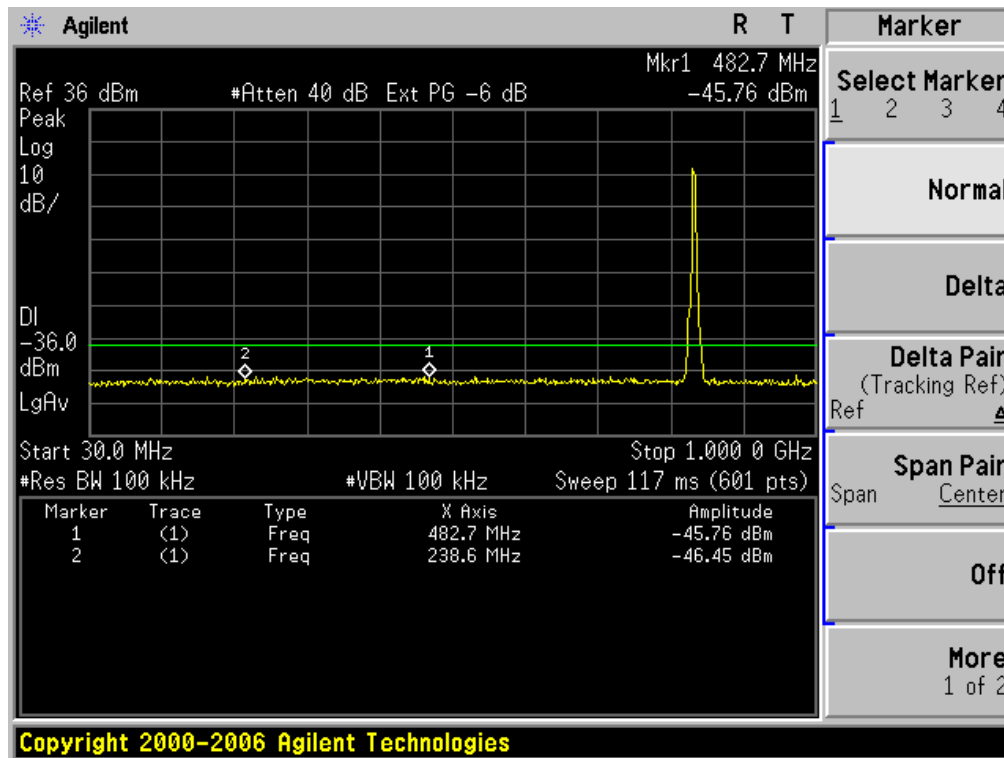 Agilent R T
Mkr1 482.7 MHz
Ref 36 dBm #Atten 40 dB Ext PG -6 dB -45.76 dBm
Peak
Log
10
dB/
DI
-36.0
dBm
LgAv
2 1
Start 30.0 MHz Stop 1.000 0 GHz
#Res BW 100 kHz #VBW 100 kHz Sweep 117 ms (601 pts)
Marker Trace Type X Axis Amplitude
1 (1) Freq 482.7 MHz -45.76 dBm
2 (1) Freq 238.6 MHz -46.45 dBm
Copyright 2000-2006 Agilent Technologies
Marker
Select Marker
1 2 3 4
Normal
Delta
Delta Pair
(Tracking Ref)
Ref Δ
Span Pair
Span Center
Off
More
1 of 2